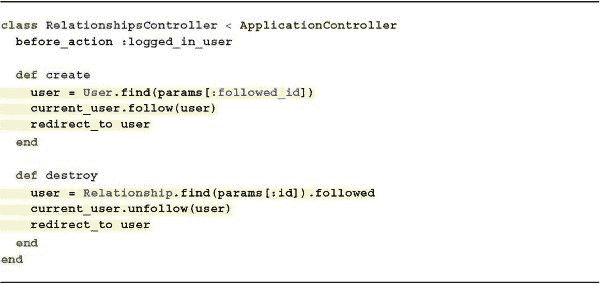 class RelationshipsController < ApplicationController
  before_action :logged_in_user

  def create
    user = User.find(params[:followed_id])
    current_user.follow(user)
    redirect_to user
  end

  def destroy
    user = Relationship.find(params[:id]).followed
    current_user.unfollow(user)
    redirect_to user
  end
end